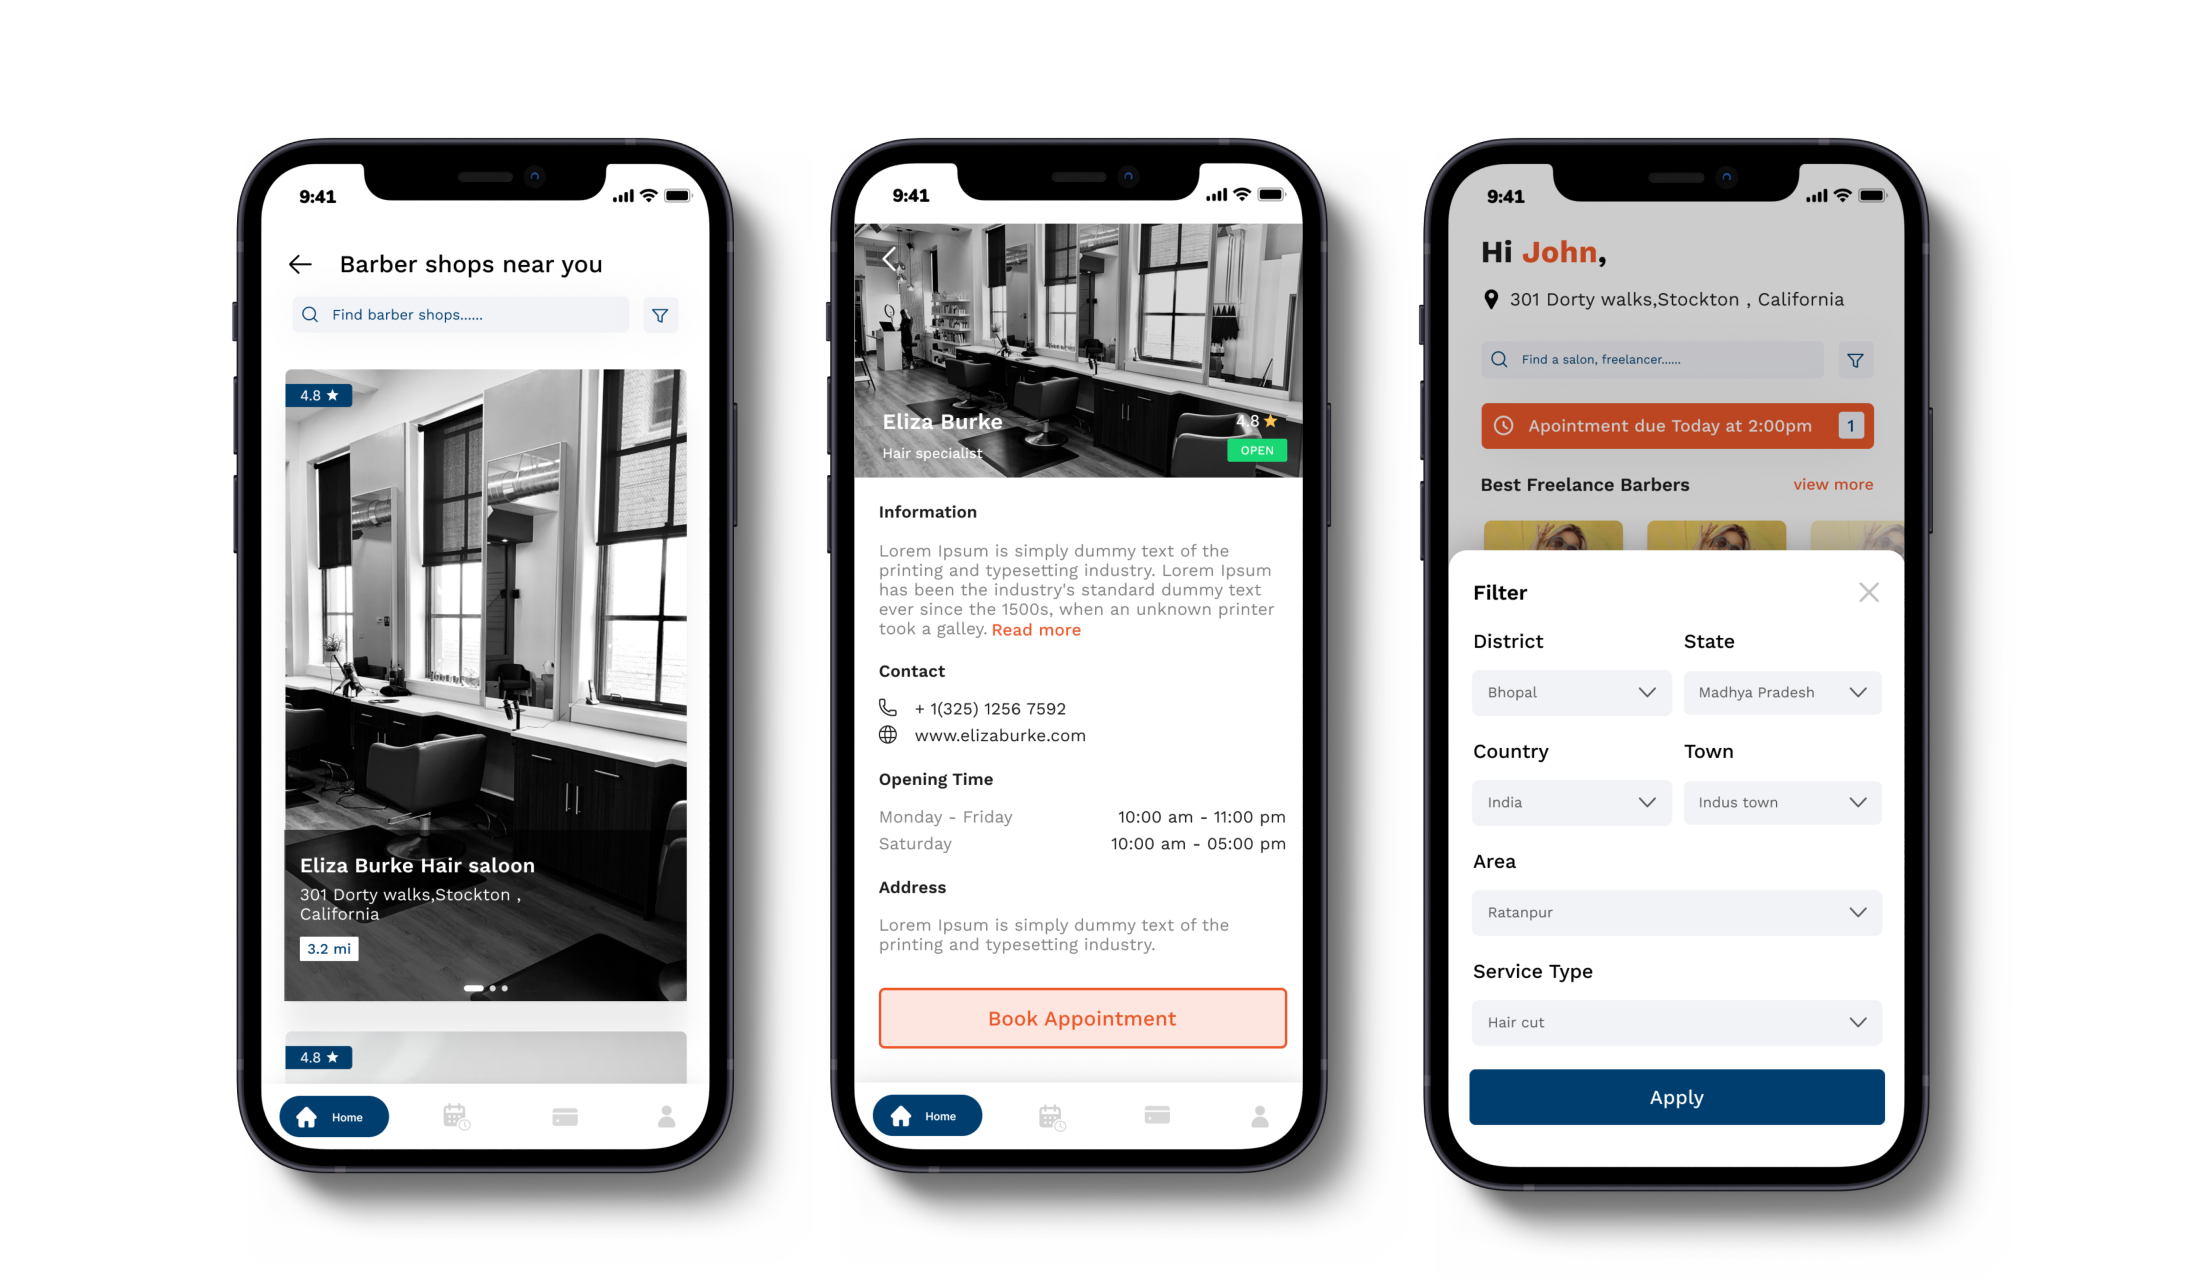 9:41
Barber shops near you
Find barber shops......
4.8
Eliza Burke Hair saloon
301 Dorty walks,Stockton ,
California
3.2 mi
4.8
Home
9:41
Eliza Burke
4.8
Hair specialist
OPEN
Information
Lorem Ipsum is simply dummy text of the
printing and typesetting industry. Lorem Ipsum
has been the industry's standard dummy text
ever since the 1500s, when an unknown printer
took a galley. Read more
Contact
+ 1(325) 1256 7592
www.elizaburke.com
Opening Time
Monday - Friday 10:00 am - 11:00 pm
Saturday 10:00 am - 05:00 pm
Address
Lorem Ipsum is simply dummy text of the
printing and typesetting industry.
Book Appointment
Home
9:41
Hi John,
301 Dorty walks,Stockton , California
Find a salon, freelancer......
Apointment due Today at 2:00pm 1
Best Freelance Barbers view more
Filter
District State
Bhopal Madhya Pradesh
Country Town
India Indus town
Area
Ratanpur
Service Type
Hair cut
Apply